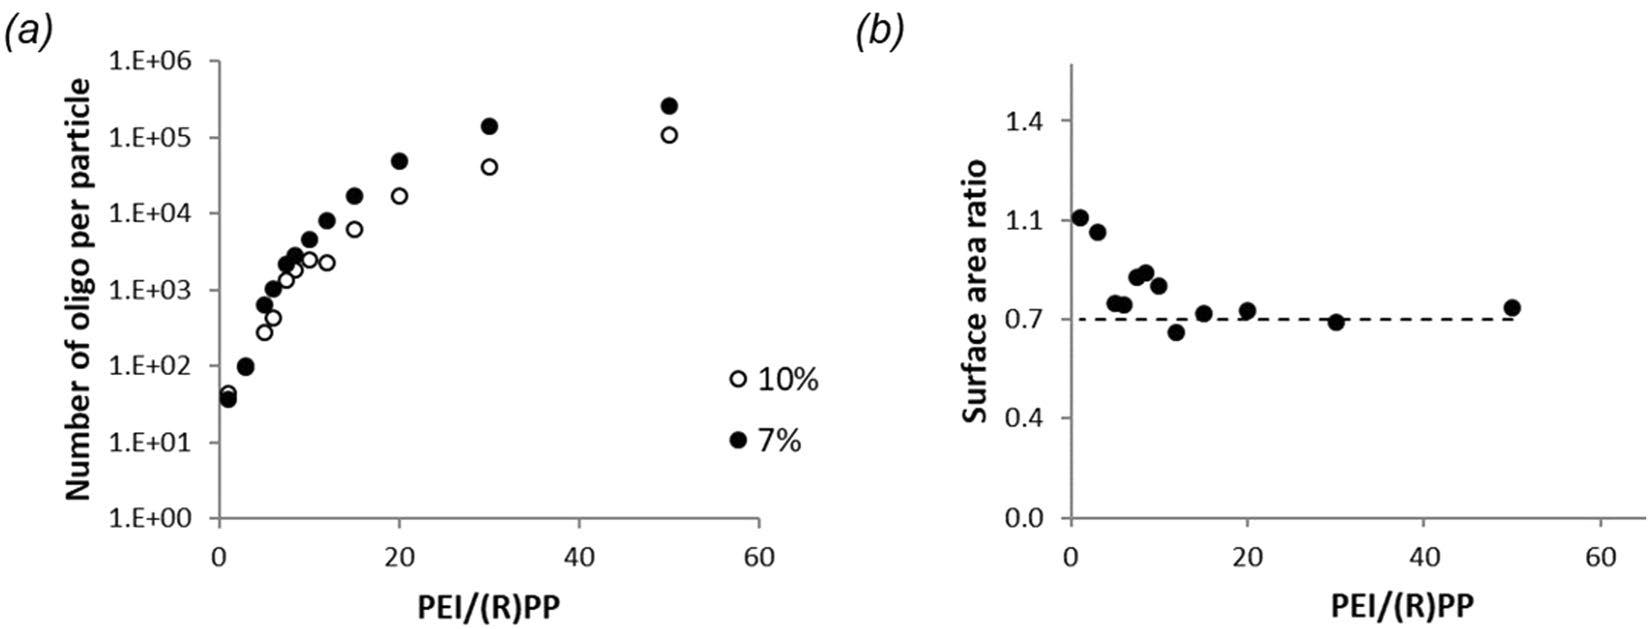 (a)
Number of oligo per particle
1.E+06
1.E+05
1.E+04
1.E+03
1.E+02
1.E+01
1.E+00
0 20 40 60
PEI/(R)PP
10%
7%
(b)
Surface area ratio
1.4
1.1
0.7
0.4
0.0
0 20 40 60
PEI/(R)PP